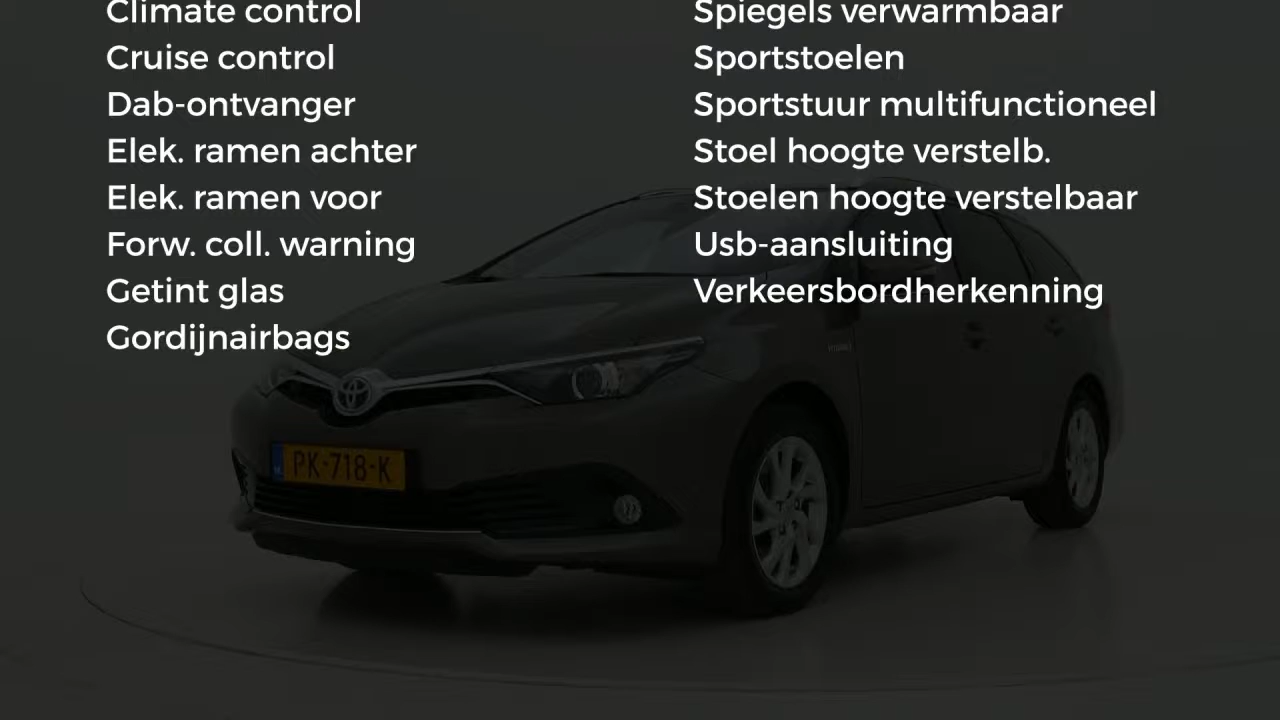 Climate control
Cruise control
Dab-ontvanger
Elek. ramen achter
Elek. ramen voor
Forw. coll. warning
Getint glas
Gordijnairbags
Spiegels verwarmbaar
Sportstoelen
Sportstuur multifunctioneel
Stoel hoogte verstelb.
Stoelen hoogte verstelbaar
Usb-aansluiting
Verkeersbordherkenning
PK-718-K